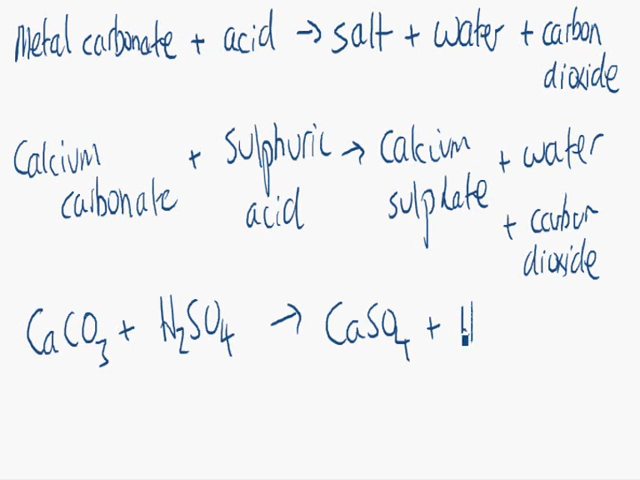 Metal carbonate + acid → salt + water + carbon
dioxide
Calcium + sulphuric → calcium + water
carbonate acid sulphate + carbon
dioxide
CaCO₃ + H₂SO₄ → CaSO₄ + H